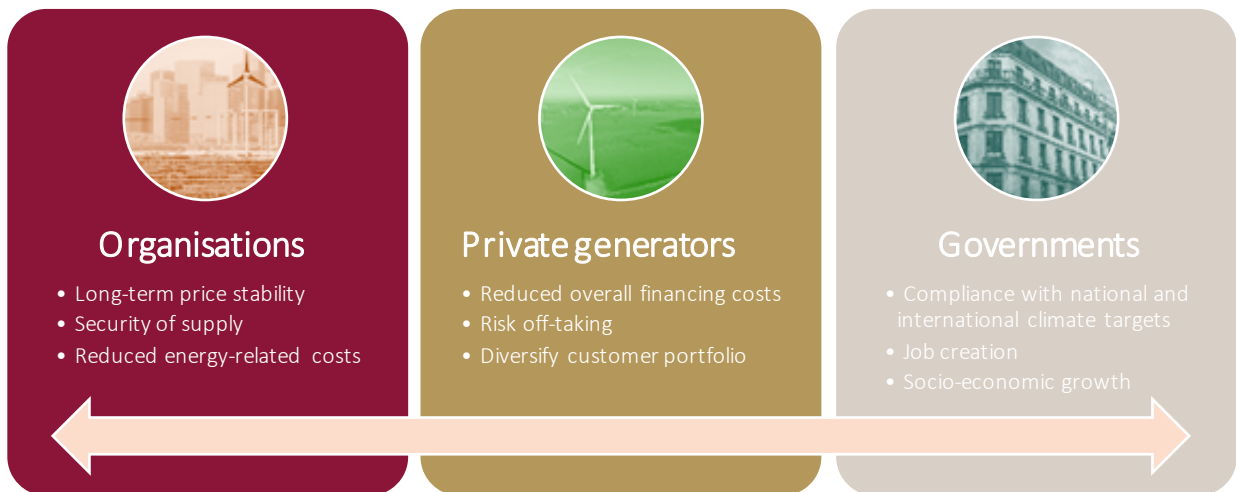 Organisations
• Long-term price stability
• Security of supply
• Reduced energy-related costs
Private generators
• Reduced overall financing costs
• Risk off-taking
• Diversify customer portfolio
Governments
• Compliance with national and
international climate targets
• Job creation
• Socio-economic growth